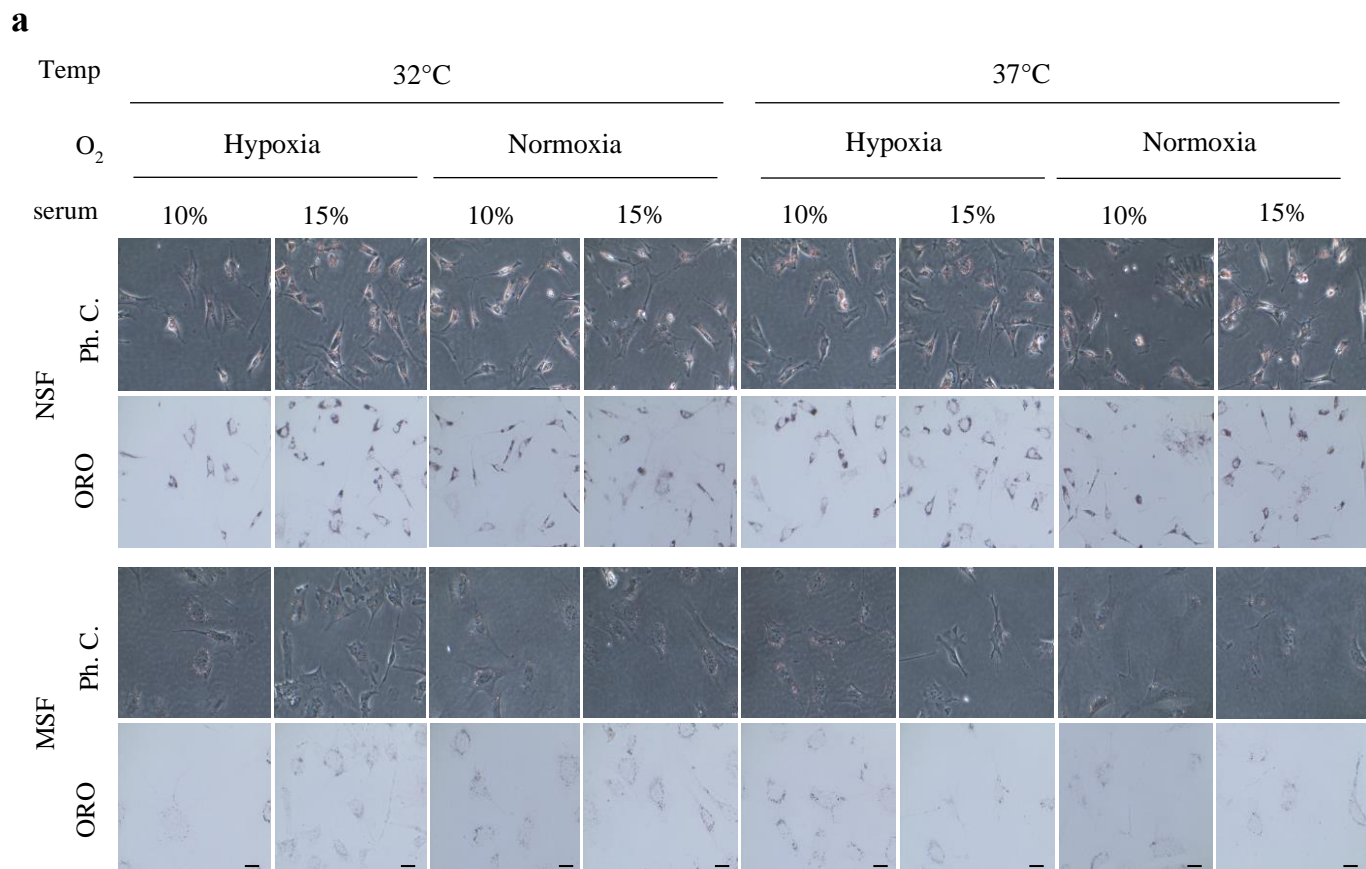 a
Temp 32°C 37°C
O2 Hypoxia Normoxia Hypoxia Normoxia
serum 10% 15% 10% 15% 10% 15% 10% 15%
NSF
Ph. C.
ORO
MSF
Ph. C.
ORO